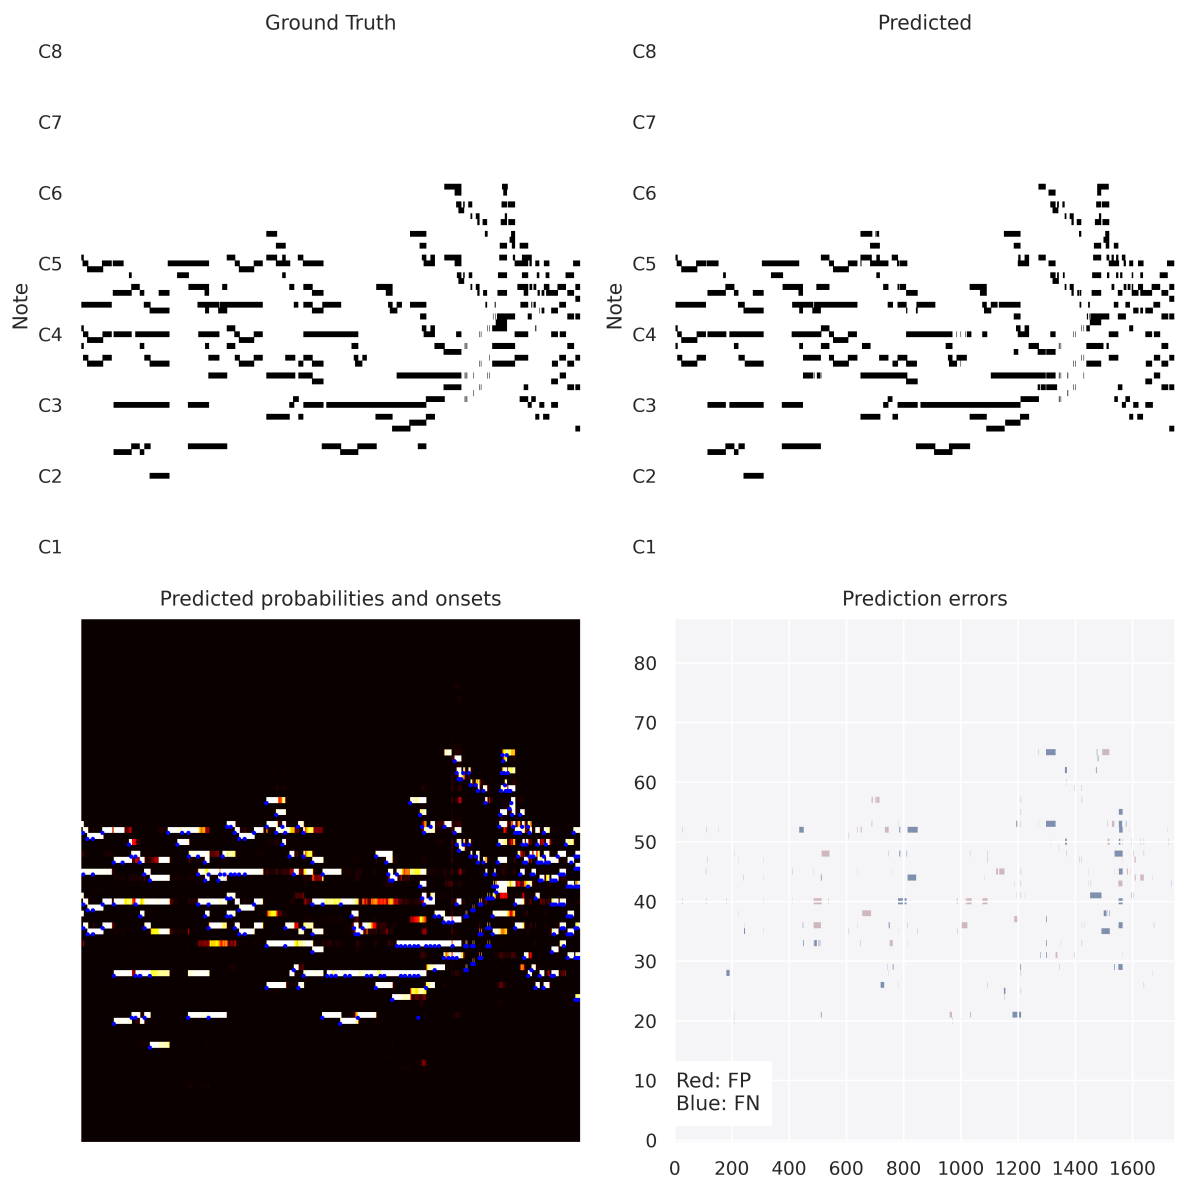 Ground Truth
C8
C7
C6
C5
C4
C3
C2
C1
Note
Predicted
C8
C7
C6
C5
C4
C3
C2
C1
Note
Predicted probabilities and onsets
Prediction errors
80
70
60
50
40
30
20
10
0
Red: FP
Blue: FN
0 200 400 600 800 1000 1200 1400 1600